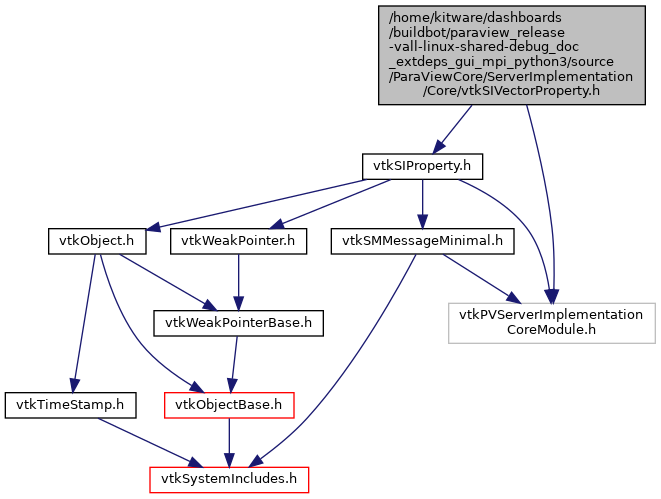 /home/kitware/dashboards
/buildbot/paraview_release
-vall-linux-shared-debug_doc
_extdeps_gui_mpi_python3/source
/ParaViewCore/ServerImplementation
/Core/vtkSIVectorProperty.h
vtkSIProperty.h
vtkObject.h
vtkWeakPointer.h
vtkSMMessageMinimal.h
vtkPVServerImplementation
CoreModule.h
vtkWeakPointerBase.h
vtkTimeStamp.h
vtkObjectBase.h
vtkSystemIncludes.h